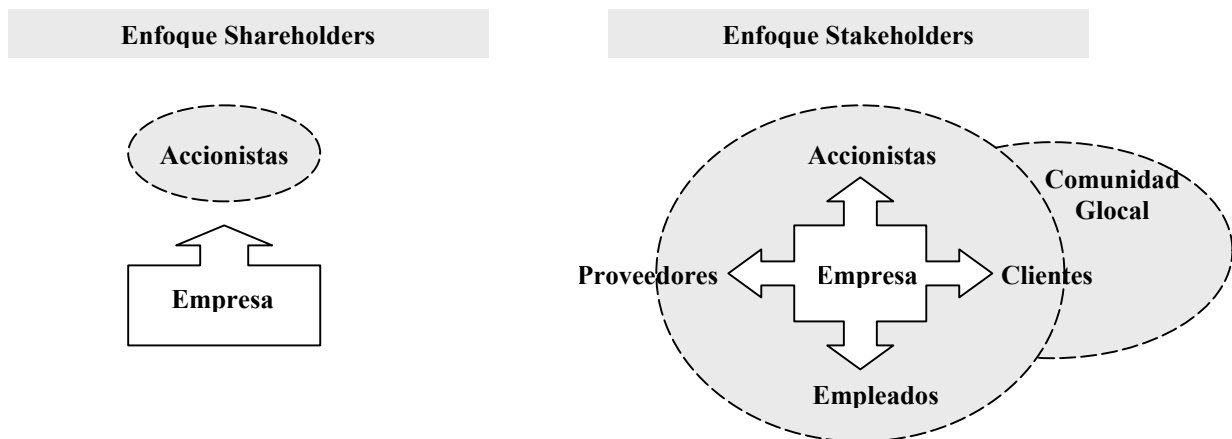 Enfoque Shareholders
Accionistas
Empresa
Enfoque Stakeholders
Accionistas
Comunidad
Glocal
Proveedores
Empresa
Clientes
Empleados